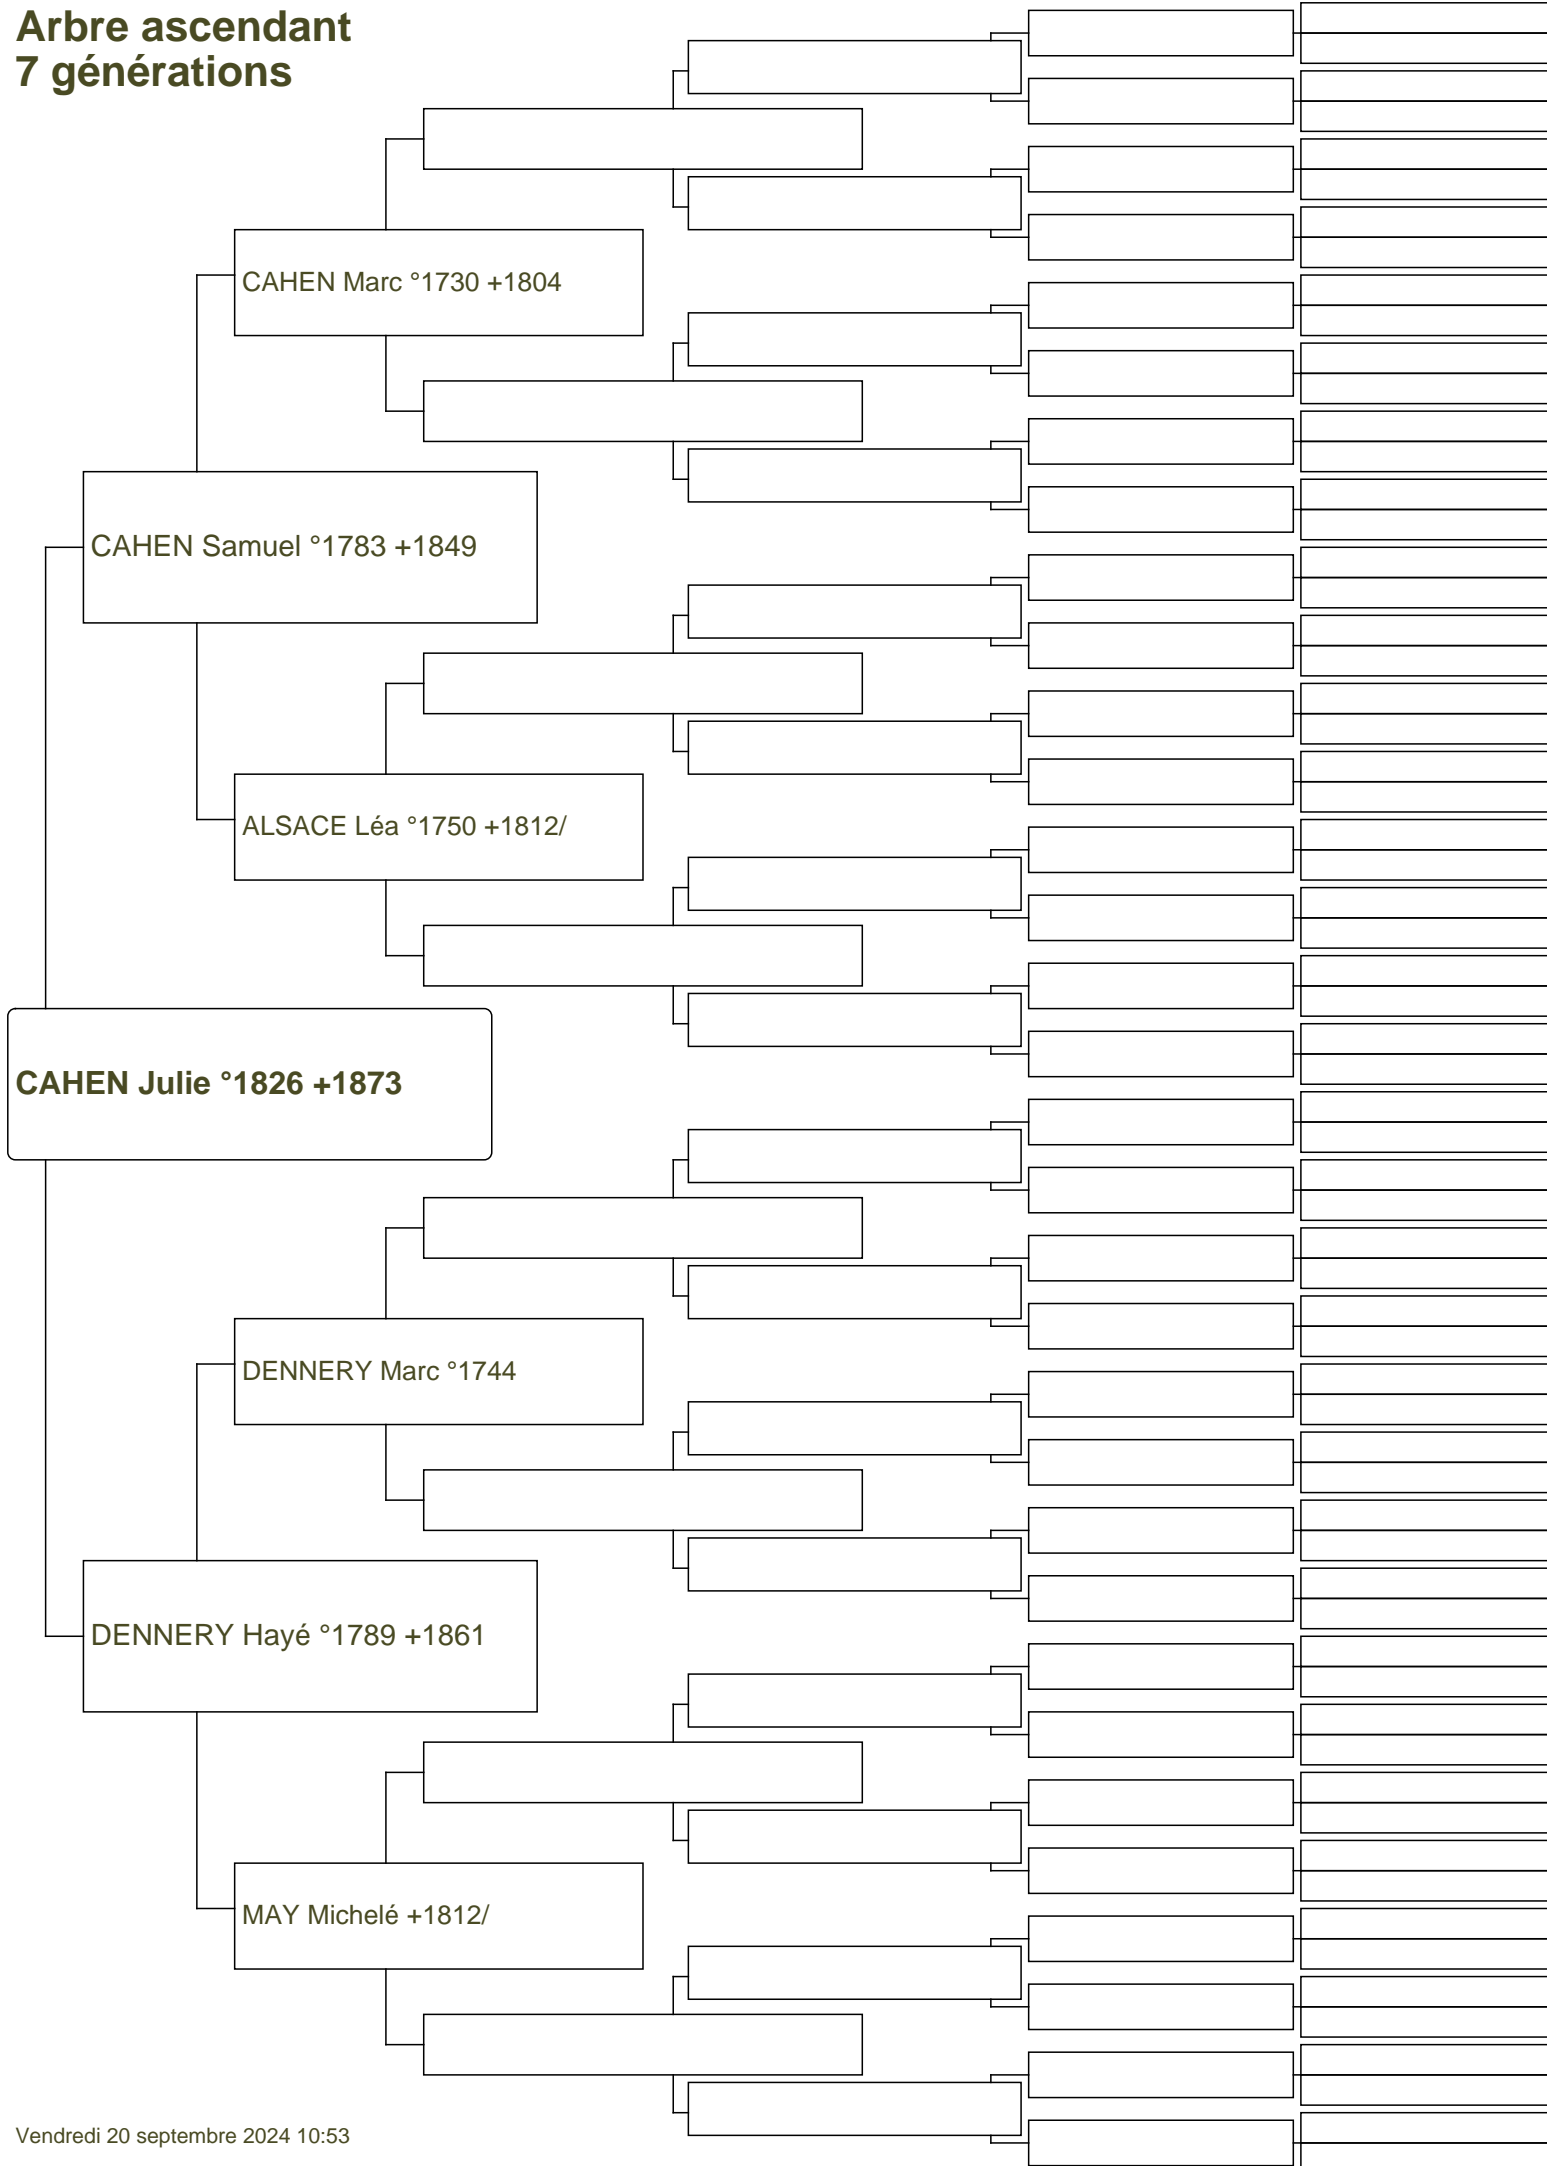 Arbre ascendant
7 générations
CAHEN Marc °1730 +1804
CAHEN Samuel °1783 +1849
ALSACE Léa °1750 +1812/
CAHEN Julie °1826 +1873
DENNERY Marc °1744
DENNERY Hayé °1789 +1861
MAY Michelé +1812/
Vendredi 20 septembre 2024 10:53